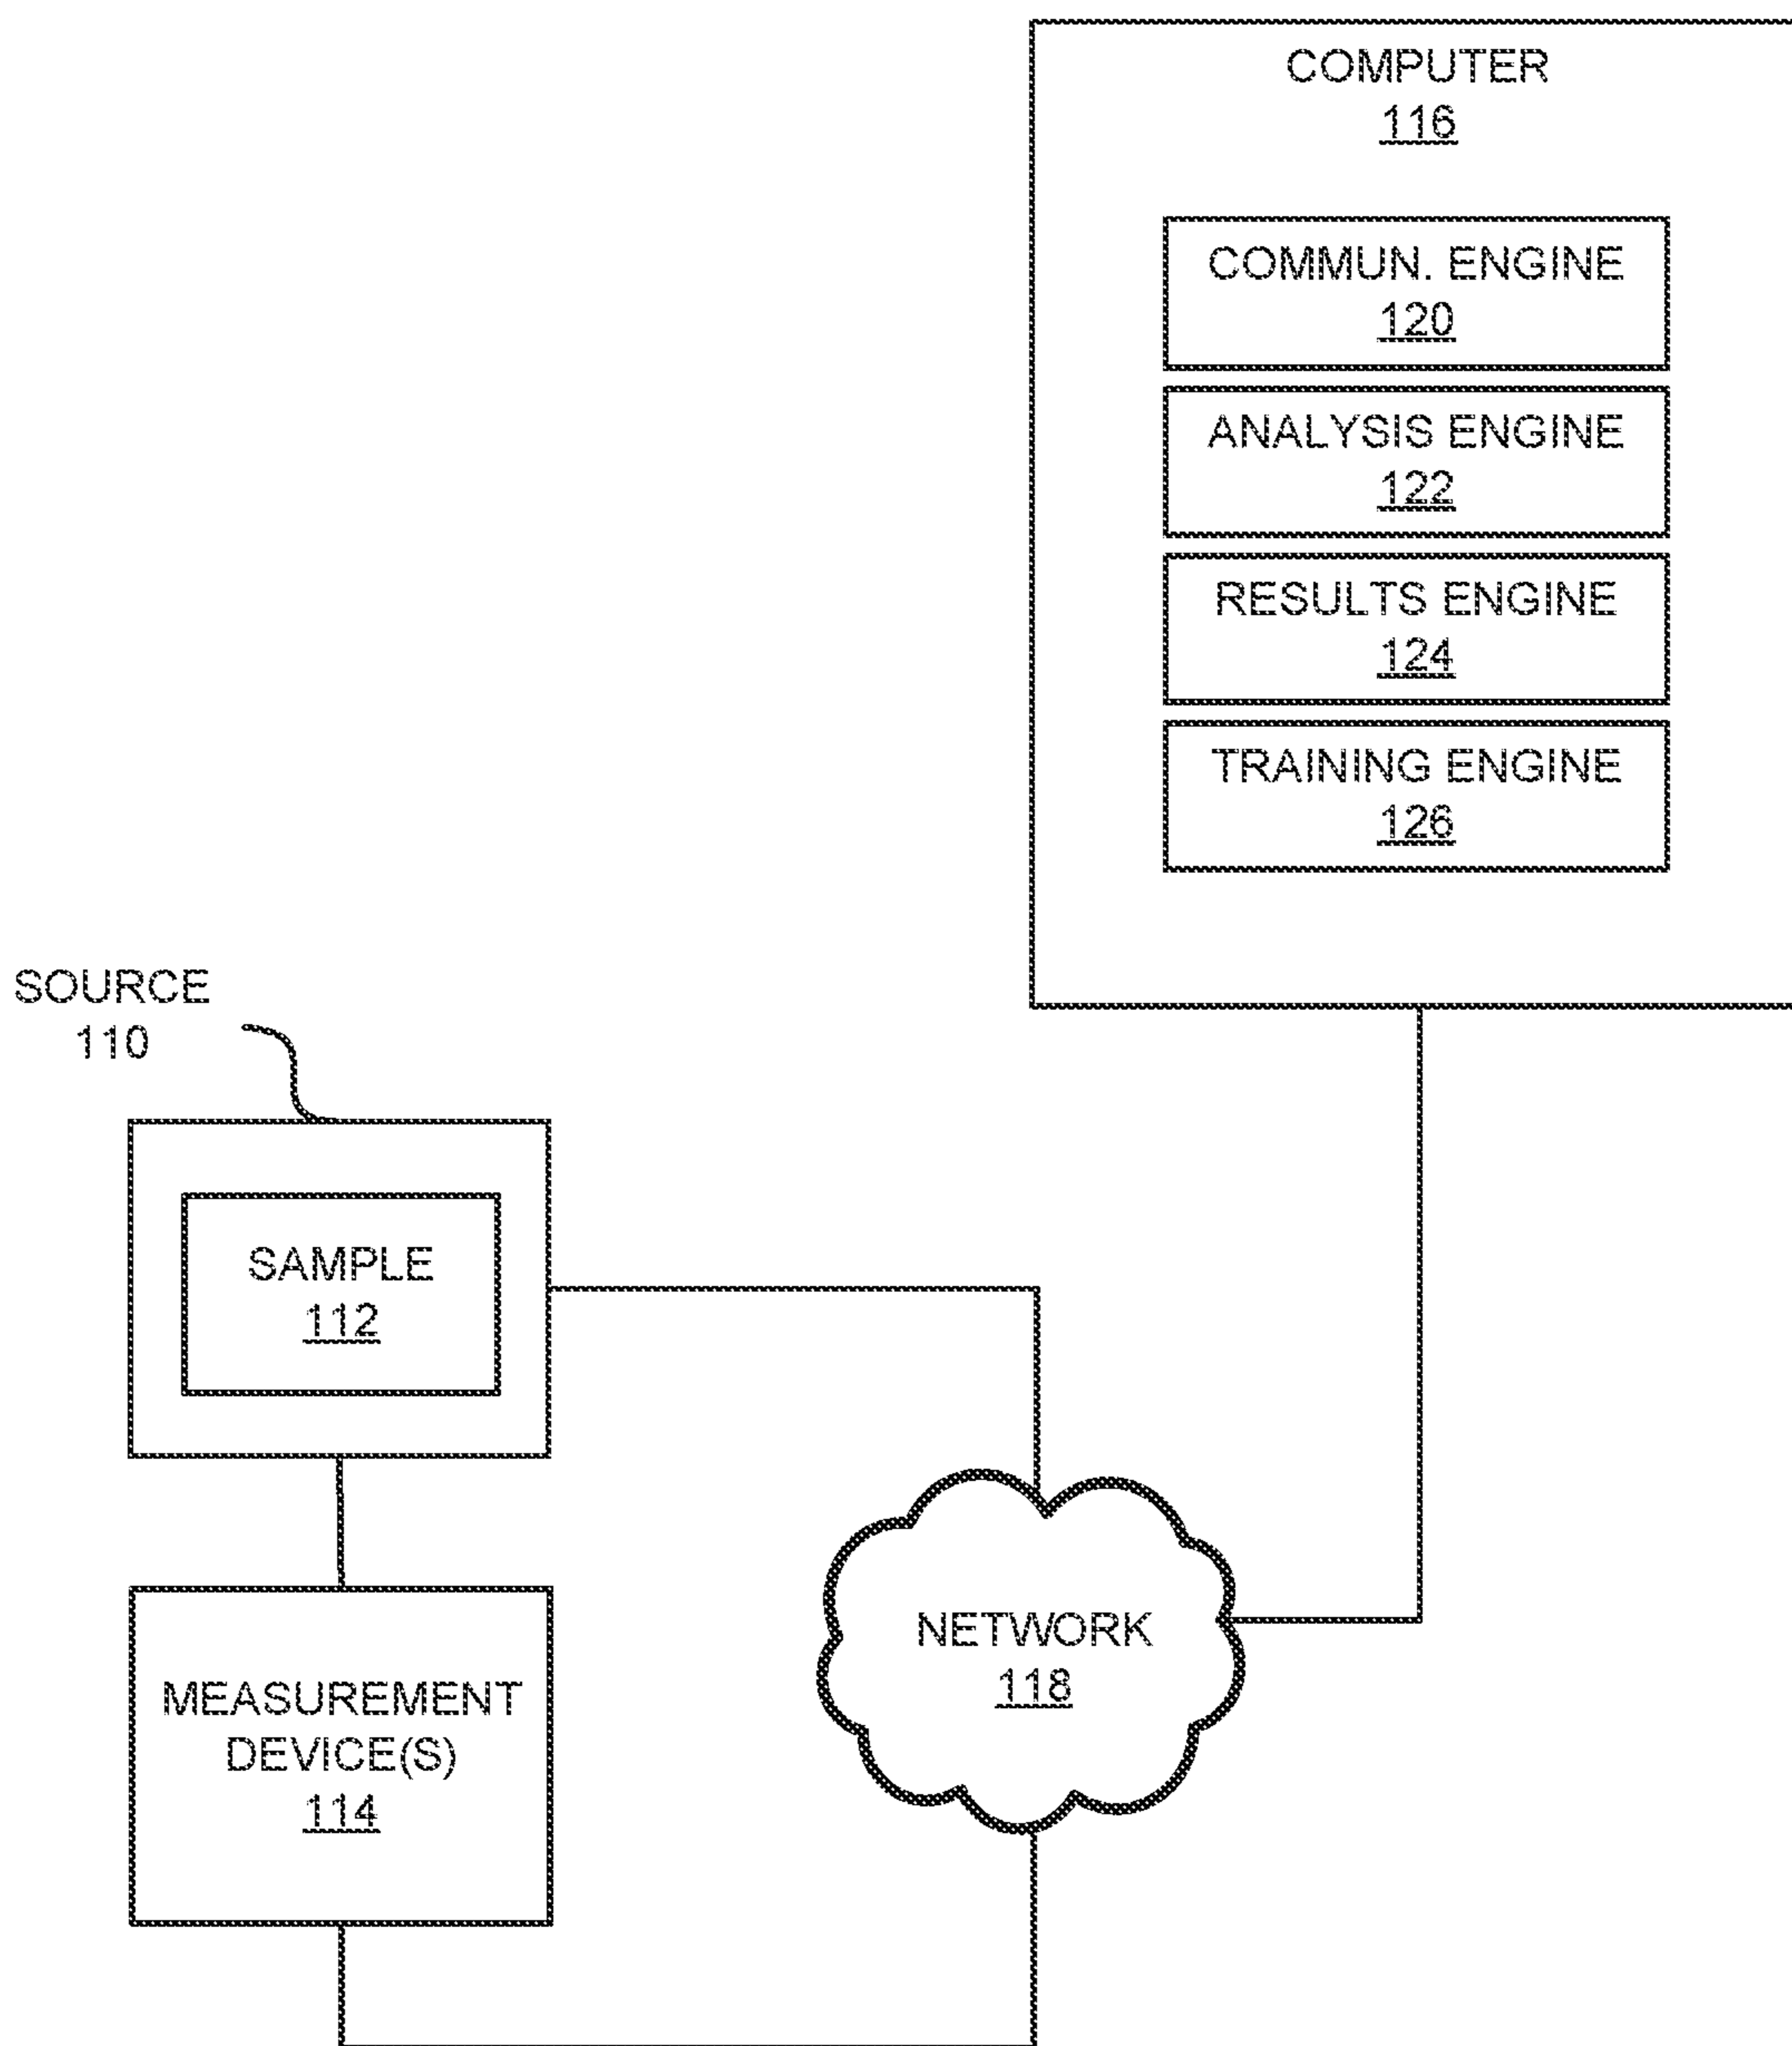 COMPUTER
116
COMMUN. ENGINE
120
ANALYSIS ENGINE
122
RESULTS ENGINE
124
TRAINING ENGINE
126
SOURCE
110
SAMPLE
112
MEASUREMENT
DEVICE(S)
114
NETWORK
118